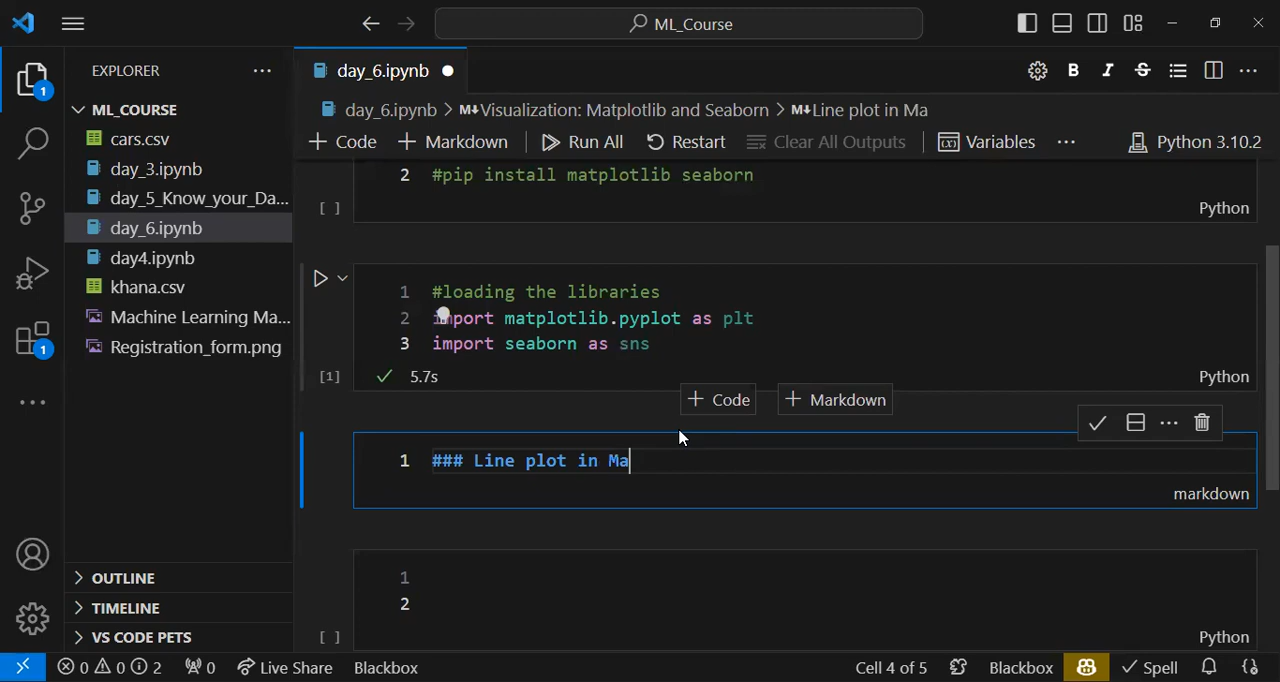 ML_Course
EXPLORER
day_6.ipynb
ML_COURSE
cars.csv
day_3.ipynb
day_5_Know_your_Da...
day_6.ipynb
day4.ipynb
khana.csv
Machine Learning Ma...
Registration_form.png
OUTLINE
TIMELINE
VS CODE PETS
1
1
day_6.ipynb > Visualization: Matplotlib and Seaborn > Line plot in Ma
+ Code + Markdown Run All Restart Clear All Outputs Variables ... Python 3.10.2
2 #pip install matplotlib seaborn
[ ] Python
1 #loading the libraries
2 import matplotlib.pyplot as plt
3 import seaborn as sns
[1] 5.7s Python
+ Code + Markdown
1 ### Line plot in Ma
markdown
1
2
[ ] Python
0 0 2 0 Live Share Blackbox Cell 4 of 5 Blackbox Spell